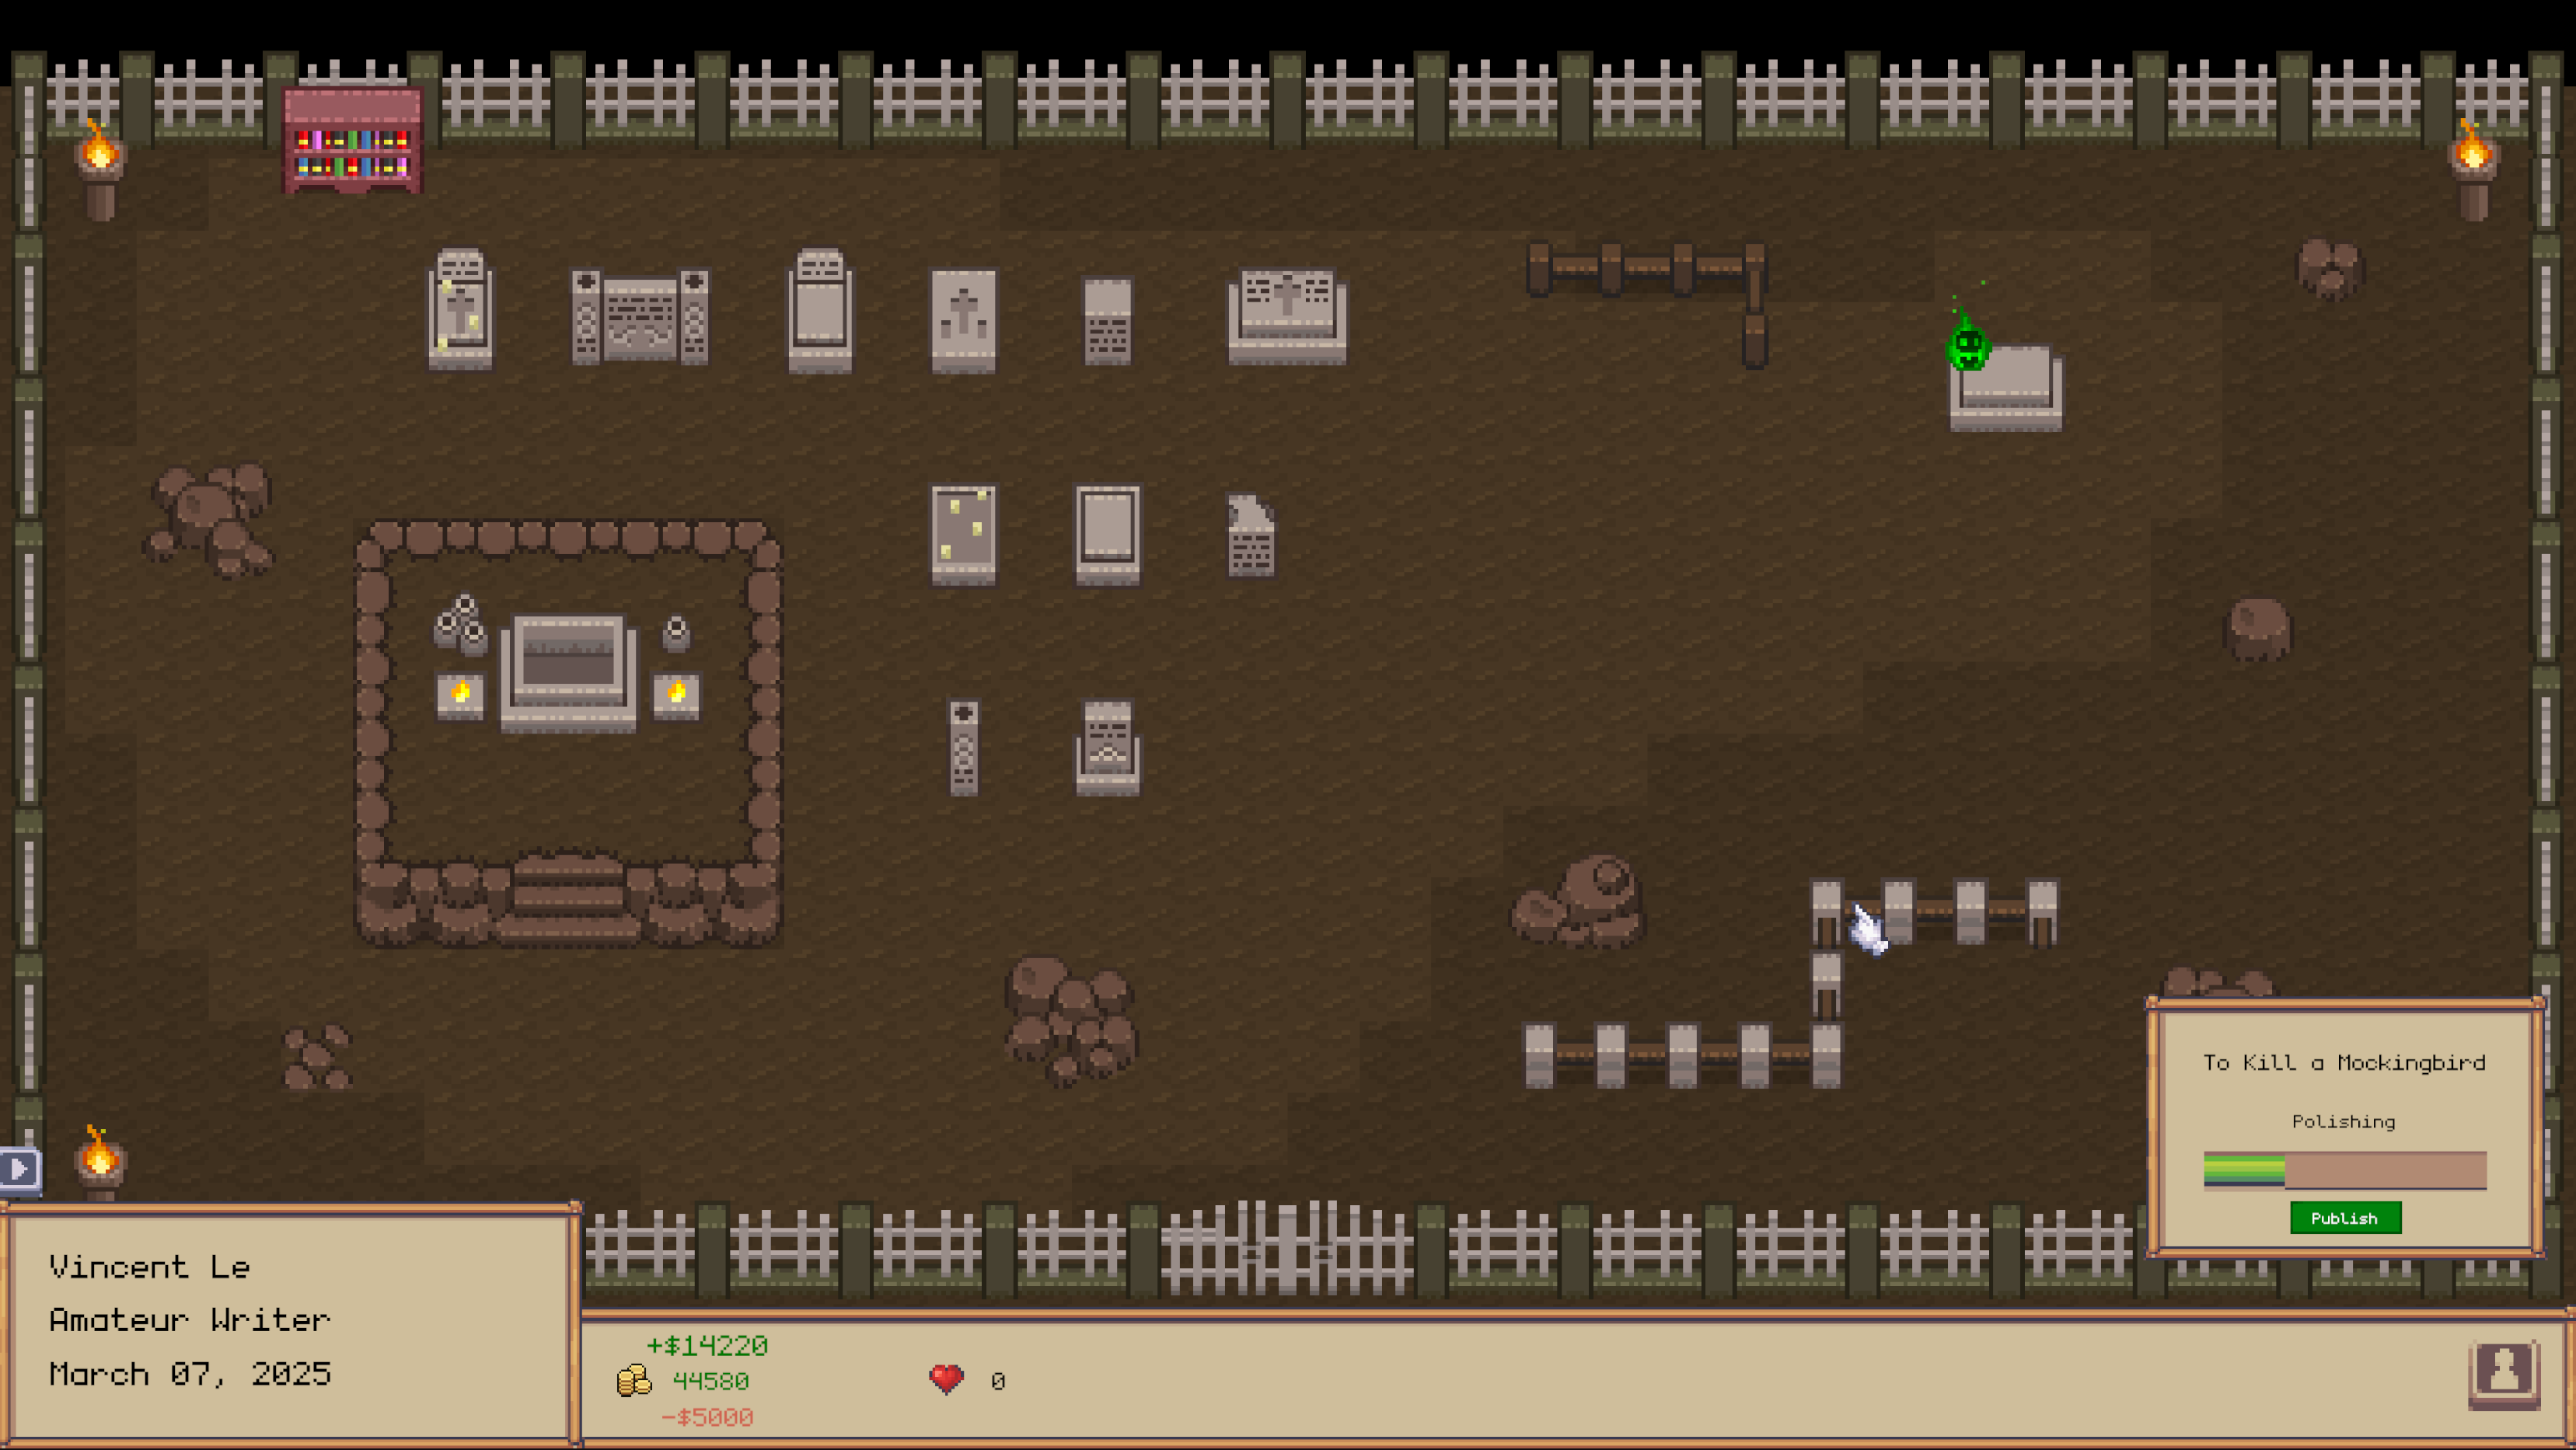 To Kill a Mockingbird
Polishing
Publish
Vincent Le
Amateur Writer
March 07, 2025
+$14220
44580
-$5000
0